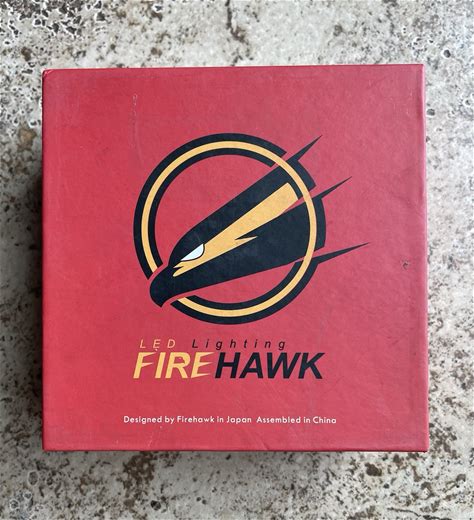 LED Lighting
FIREHAWK
Designed by Firehawk in Japan Assembled in China